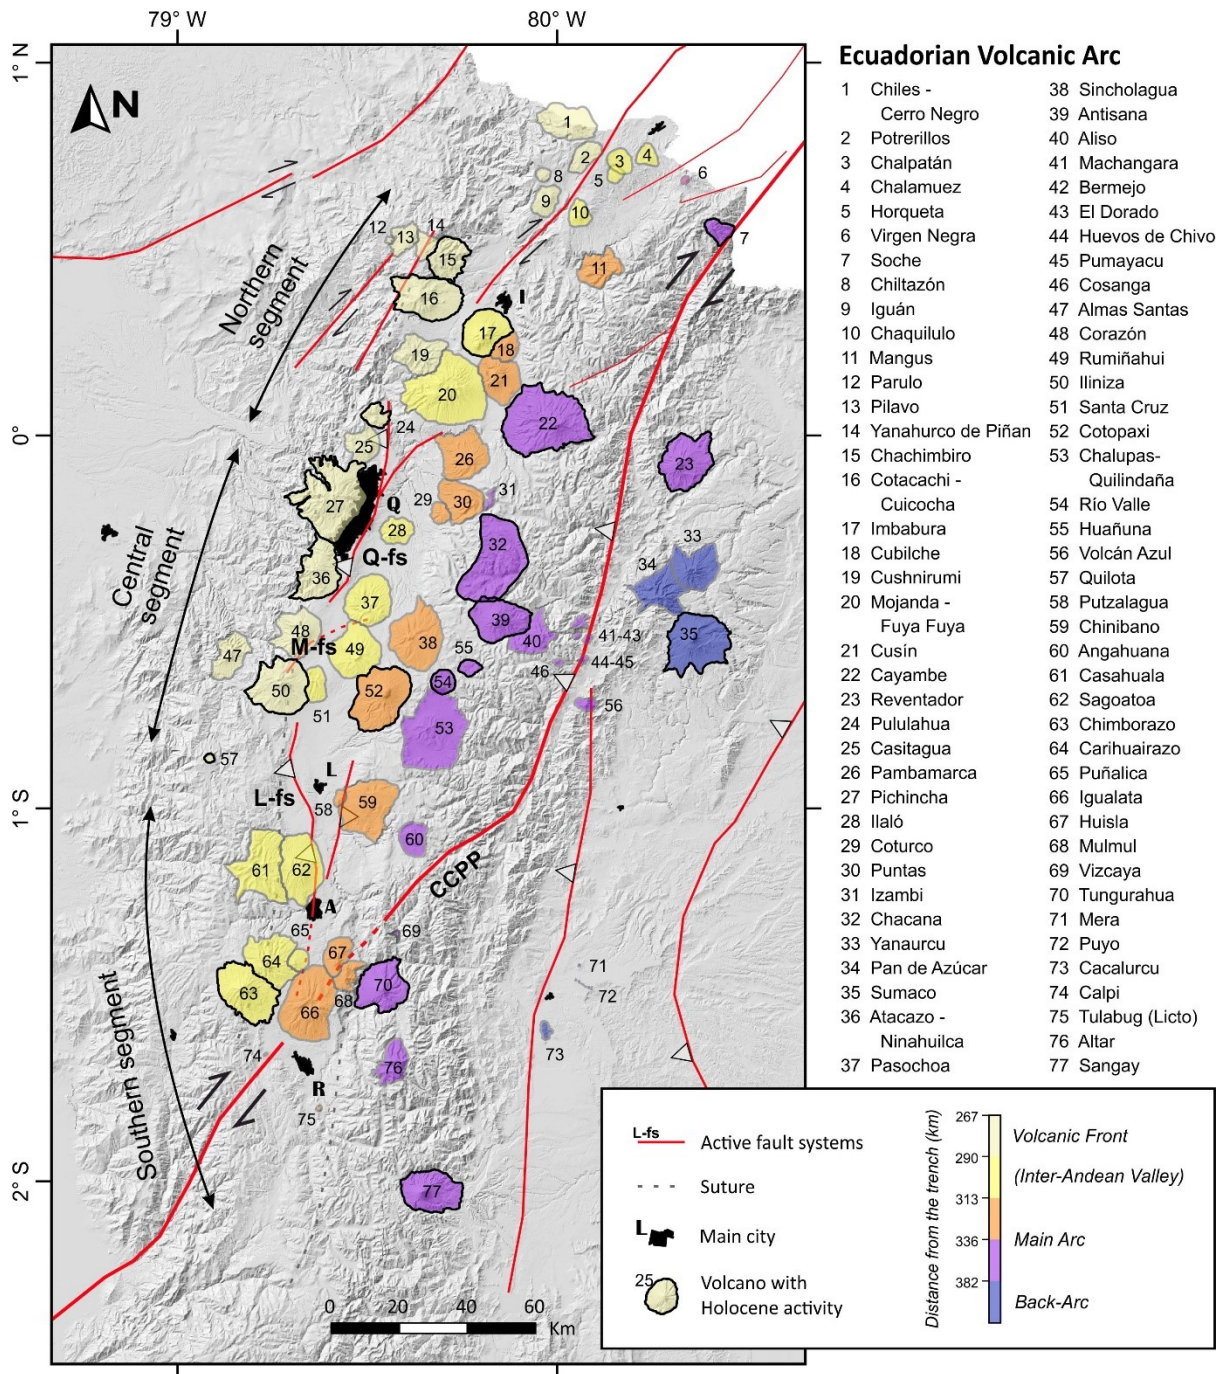 79° W
80° W
1° N
0°
1° S
2° S
N
Northern
segment
Central
segment
Southern segment
1
2
3
4
5
6
7
8
9
10
11
12
13
14
15
16
I
17
18
19
20
21
22
23
24
25
26
27
Q
28
29
30
31
32
33
34
35
36
Q-fs
37
38
39
40
41-43
44-45
46
47
48
M-fs
49
50
51
52
53
54
55
56
57
L
L-fs
58
59
60
61
62
A
CCPP
63
64
65
66
67
68
69
70
71
72
73
74
R
75
76
77
Ecuadorian Volcanic Arc
1 Chiles -
Cerro Negro
2 Potrerillos
3 Chalpatán
4 Chalamuez
5 Horqueta
6 Virgen Negra
7 Soche
8 Chiltazón
9 Iguán
10 Chaquilulo
11 Mangus
12 Parulo
13 Pilavo
14 Yanahurco de Piñan
15 Chachimbiro
16 Cotacachi -
Cuicocha
17 Imbabura
18 Cubilche
19 Cushnirumi
20 Mojanda -
Fuya Fuya
21 Cusín
22 Cayambe
23 Reventador
24 Pululahua
25 Casitagua
26 Pambamarca
27 Pichincha
28 Ilaló
29 Coturco
30 Puntas
31 Izambi
32 Chacana
33 Yanaurcu
34 Pan de Azúcar
35 Sumaco
36 Atacazo -
Ninahuilca
37 Pasochoa
38 Sincholagua
39 Antisana
40 Aliso
41 Machangara
42 Bermejo
43 El Dorado
44 Huevos de Chivo
45 Pumayacu
46 Cosanga
47 Almas Santas
48 Corazón
49 Rumiñahui
50 Iliniza
51 Santa Cruz
52 Cotopaxi
53 Chalupas-
Quilindaña
54 Río Valle
55 Huañuna
56 Volcán Azul
57 Quilota
58 Putzalagua
59 Chinibano
60 Angahuana
61 Casahuala
62 Sagoatoa
63 Chimborazo
64 Carihuairazo
65 Puñalica
66 Igualata
67 Huisla
68 Mulmul
69 Vizcaya
70 Tungurahua
71 Mera
72 Puyo
73 Cacalurcu
74 Calpi
75 Tulabug (Licto)
76 Altar
77 Sangay
L-fs Active fault systems
Suture
L Main city
25 Volcano with
Holocene activity
Distance from the trench (km)
267
290
313
336
382
Volcanic Front
(Inter-Andean Valley)
Main Arc
Back-Arc
0 20 40 60
Km